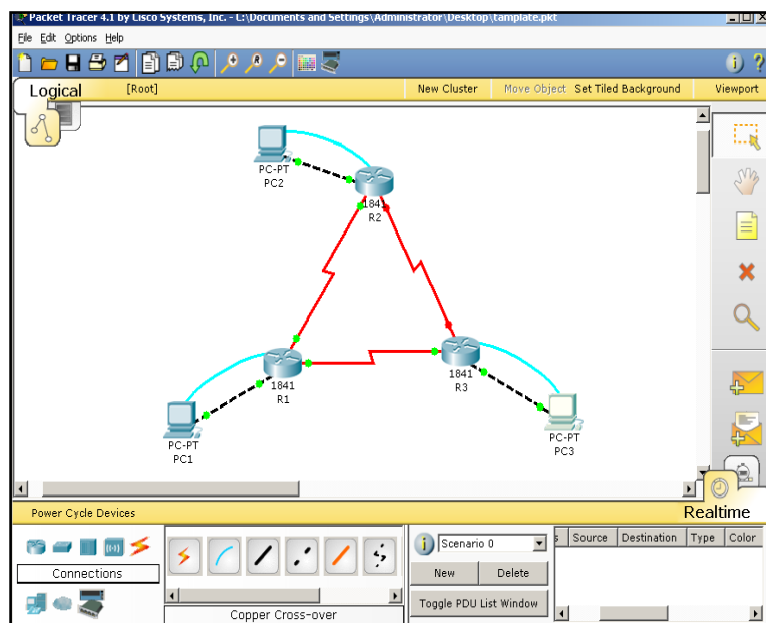 Packet Tracer 4.1 by Cisco Systems, Inc. - C:\Documents and Settings\Administrator\Desktop\tamplate.pkt
File Edit Options Help
Logical [Root] New Cluster Move Object Set Tiled Background Viewport
PC-PT
PC2
1841
R2
1841
R1
1841
R3
PC-PT
PC1
PC-PT
PC3
Power Cycle Devices
Realtime
Connections
Copper Cross-over
Scenario 0
New Delete
Toggle PDU List Window
s Source Destination Type Color